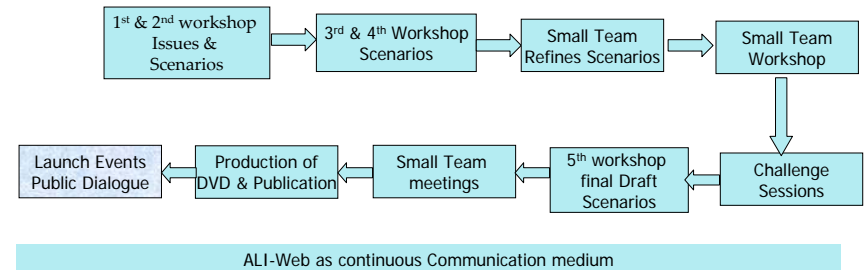 1st & 2nd workshop
Issues &
Scenarios
3rd & 4th Workshop
Scenarios
Small Team
Refines Scenarios
Small Team
Workshop
Challenge
Sessions
5th workshop
final Draft
Scenarios
Small Team
meetings
Production of
DVD & Publication
Launch Events
Public Dialogue
ALI-Web as continuous Communication medium